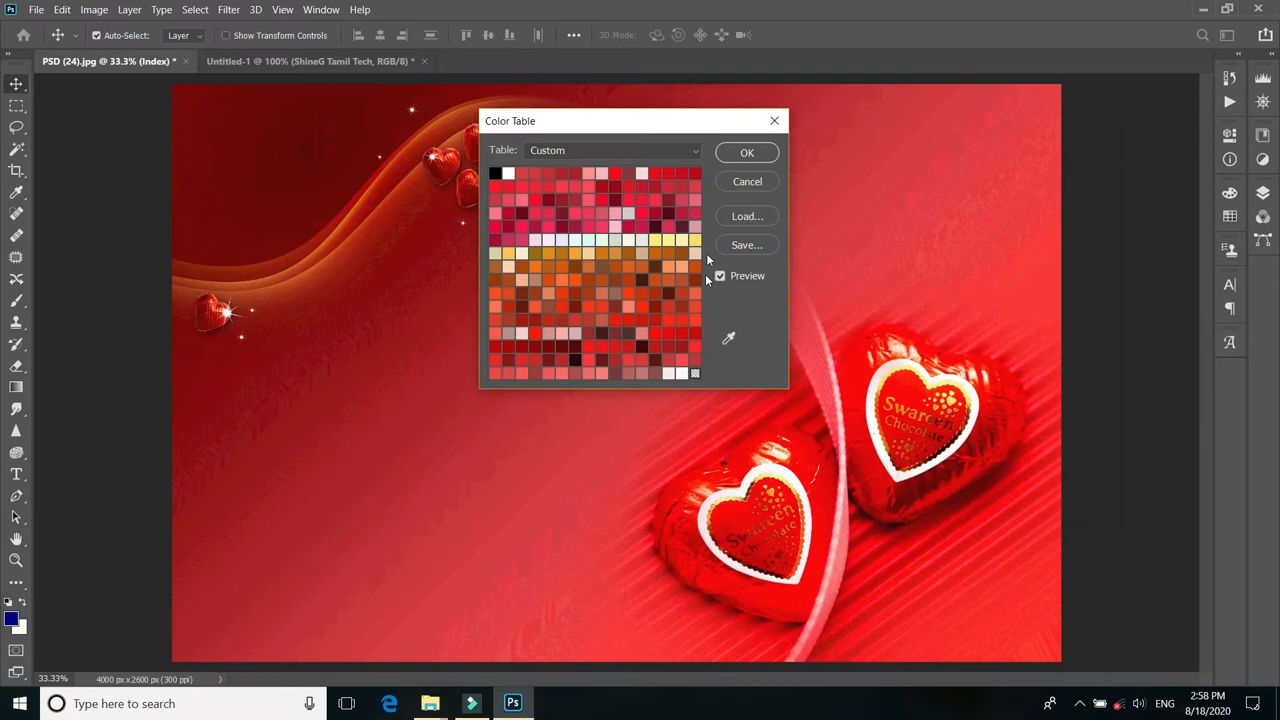 Ps File Edit Image Layer Type Select Filter 3D View Window Help
Auto-Select: Layer Show Transform Controls 3D Mode:
PSD (24).jpg @ 33.3% (Index) * Untitled-1 @ 100% (ShineG Tamil Tech, RGB/8) *
Color Table
Table: Custom
OK
Cancel
Load...
Save...
Preview
Swareen
Chocolate
Swareen
Chocolate
33.33% 4000 px x 2600 px (300 ppi)
Type here to search
Ps
ENG
2:58 PM
8/18/2020